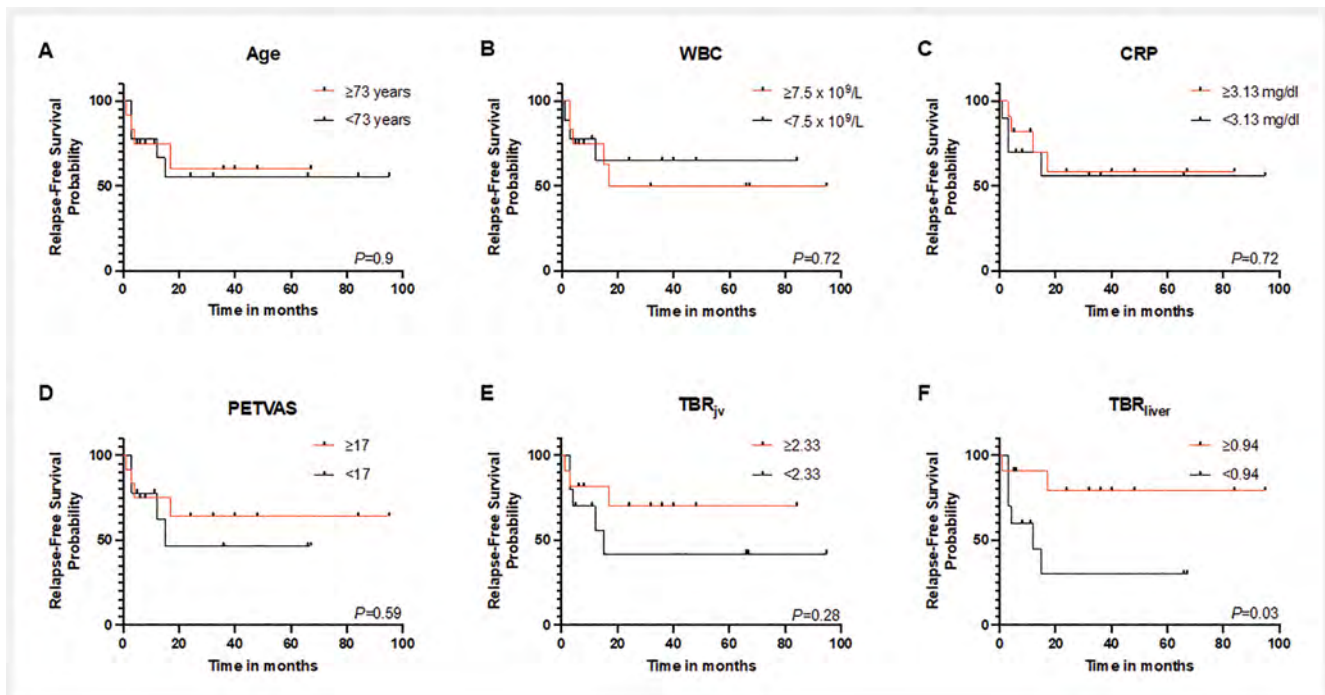 A
Age
≥73 years
<73 years
Relapse-Free Survival
Probability
100
50
0
P=0.9
0 20 40 60 80 100
Time in months
B
WBC
≥7.5 x 10⁹/L
<7.5 x 10⁹/L
Relapse-Free Survival
Probability
100
50
0
P=0.72
0 20 40 60 80 100
Time in months
C
CRP
≥3.13 mg/dl
<3.13 mg/dl
Relapse-Free Survival
Probability
100
50
0
P=0.72
0 20 40 60 80 100
Time in months
D
PETVAS
≥17
<17
Relapse-Free Survival
Probability
100
50
0
P=0.59
0 20 40 60 80 100
Time in months
E
TBRjv
≥2.33
<2.33
Relapse-Free Survival
Probability
100
50
0
P=0.28
0 20 40 60 80 100
Time in months
F
TBRliver
≥0.94
<0.94
Relapse-Free Survival
Probability
100
50
0
P=0.03
0 20 40 60 80 100
Time in months